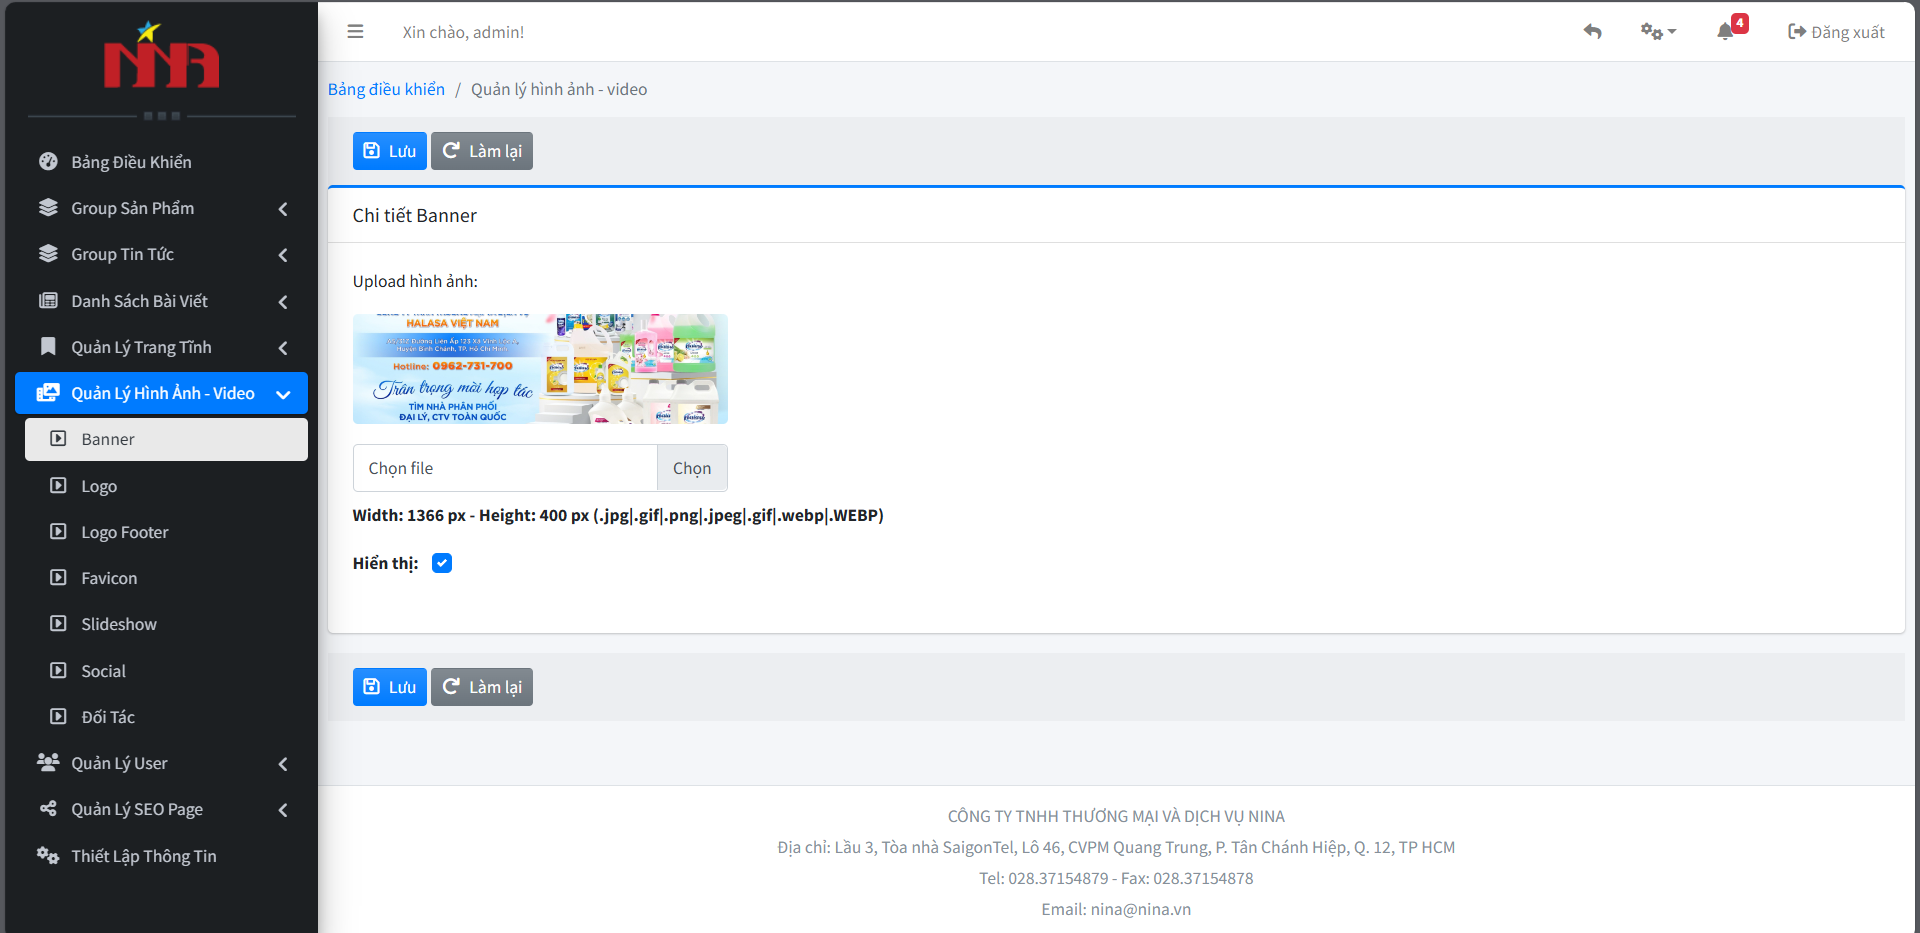 NINA
Xin chào, admin!
4
Đăng xuất
Bảng điều khiển / Quản lý hình ảnh - video
Bảng Điều Khiển
Group Sản Phẩm
Group Tin Tức
Danh Sách Bài Viết
Quản Lý Trang Tĩnh
Quản Lý Hình Ảnh - Video
Banner
Logo
Logo Footer
Favicon
Slideshow
Social
Đối Tác
Quản Lý User
Quản Lý SEO Page
Thiết Lập Thông Tin
Lưu
Làm lại
Chi tiết Banner
Upload hình ảnh:
HALASA VIỆT NAM
Hotline: 0962-731-700
Trân trọng mời hợp tác
TÌM NHÀ PHÂN PHỐI
ĐẠI LÝ, CTV TOÀN QUỐC
Chọn file
Chọn
Width: 1366 px - Height: 400 px (.jpg|.gif|.png|.jpeg|.gif|.webp|.WEBP)
Hiển thị:
Lưu
Làm lại
CÔNG TY TNHH THƯƠNG MẠI VÀ DỊCH VỤ NINA
Địa chỉ: Lầu 3, Tòa nhà SaigonTel, Lô 46, CVPM Quang Trung, P. Tân Chánh Hiệp, Q. 12, TP HCM
Tel: 028.37154879 - Fax: 028.37154878
Email: nina@nina.vn